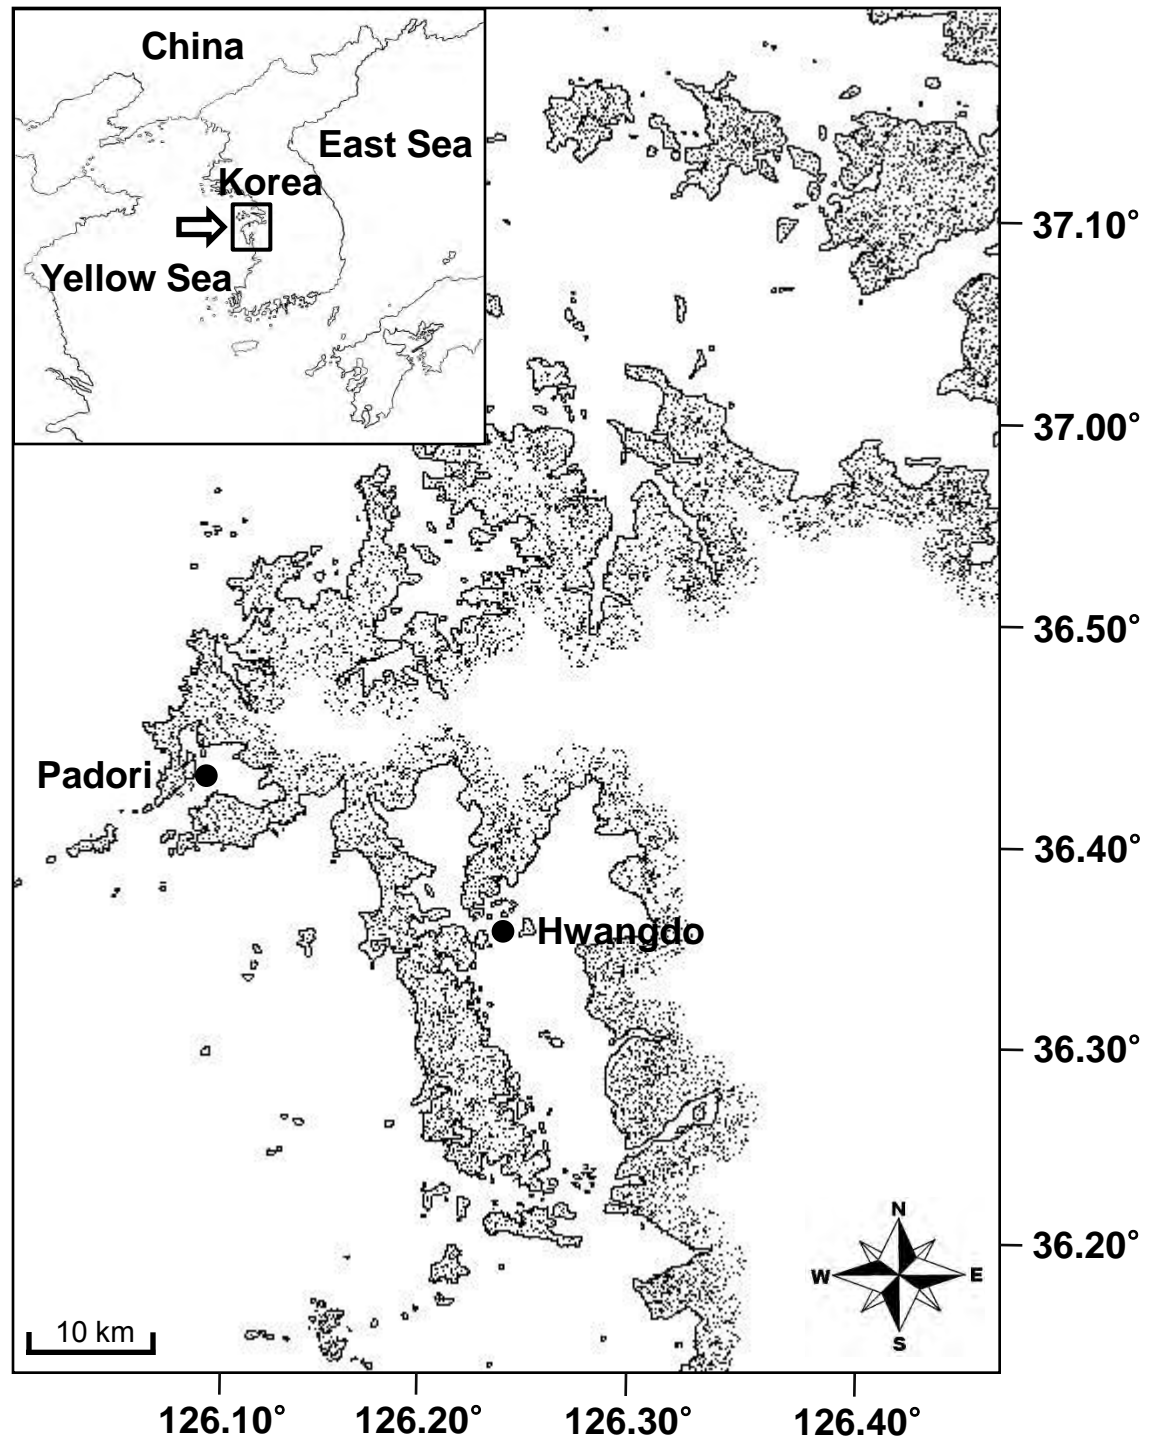 China
East Sea
Korea
Yellow Sea
37.10°
37.00°
36.50°
Padori
36.40°
Hwangdo
36.30°
N
36.20°
W
E
10 km
S
126.10°
126.20°
126.30°
126.40°